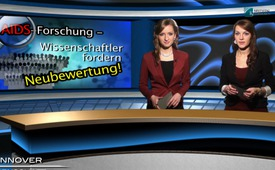 AIDS-Forschung –
Wissenschaftler
fordern
Neubewertung!
NNOVER